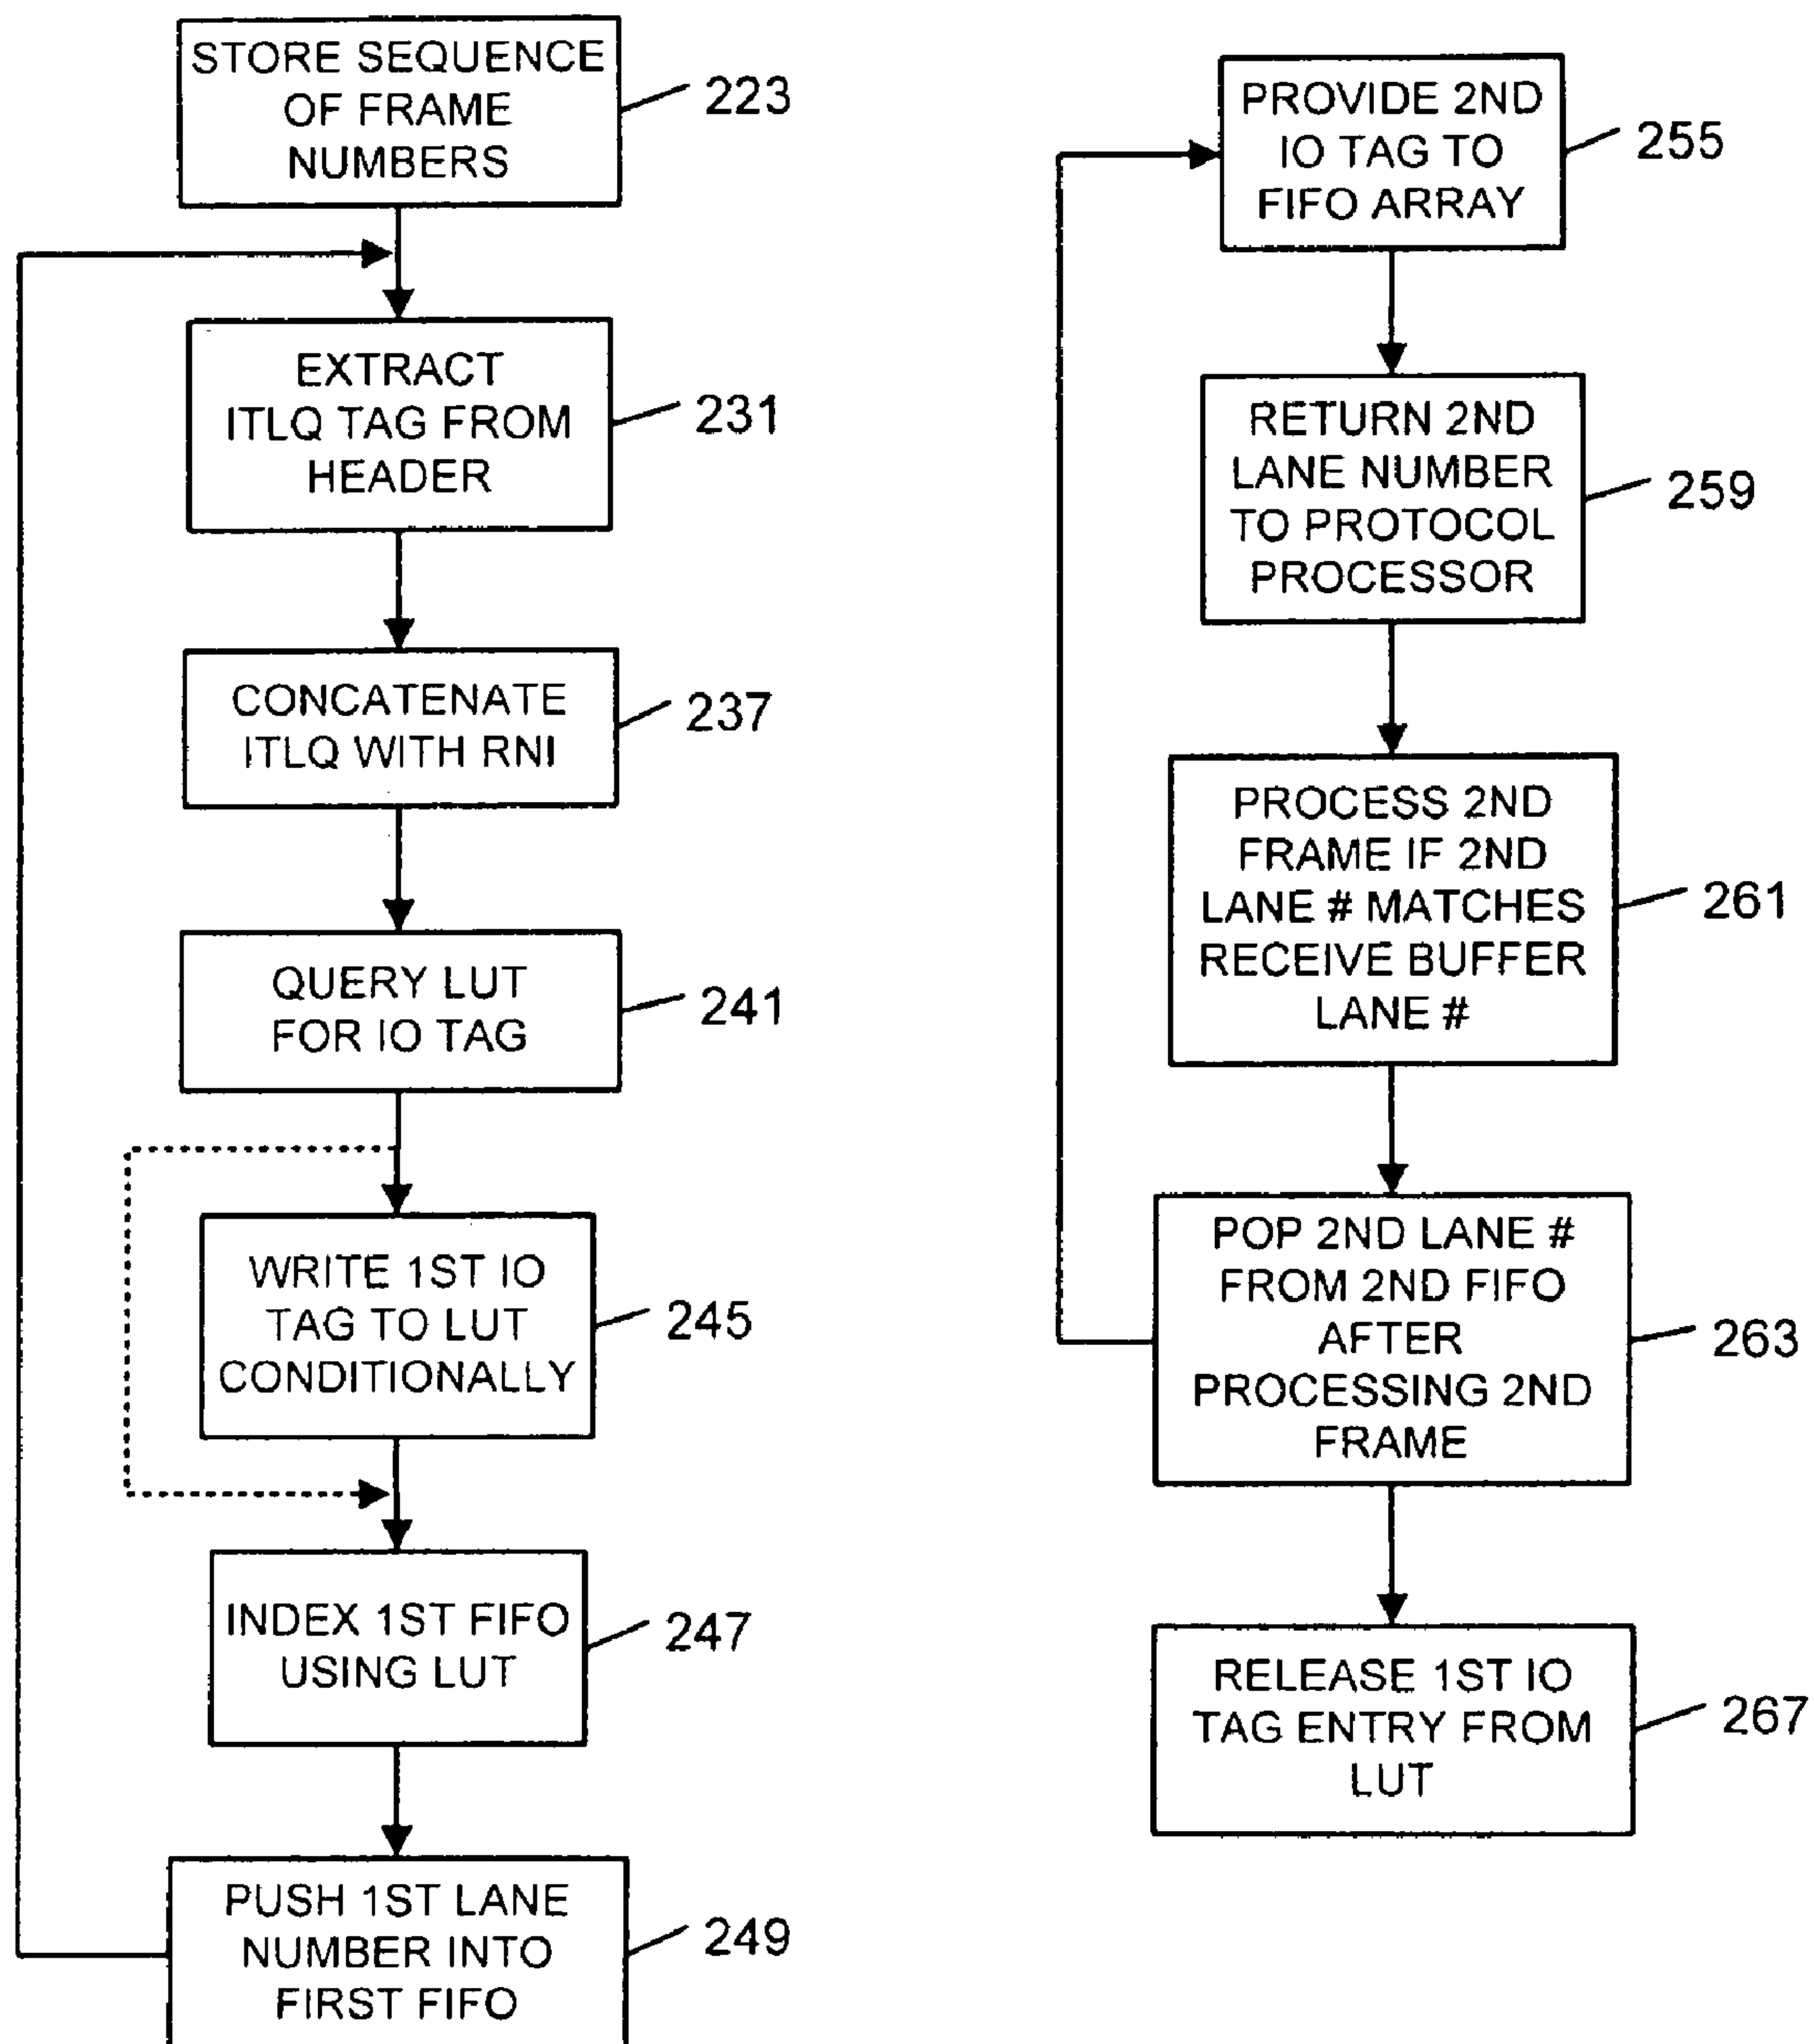 STORE SEQUENCE
OF FRAME
NUMBERS
223
EXTRACT
ITLQ TAG FROM
HEADER
231
CONCATENATE
ITLQ WITH RNI
237
QUERY LUT
FOR IO TAG
241
WRITE 1ST IO
TAG TO LUT
CONDITIONALLY
245
INDEX 1ST FIFO
USING LUT
247
PUSH 1ST LANE
NUMBER INTO
FIRST FIFO
249
PROVIDE 2ND
IO TAG TO
FIFO ARRAY
255
RETURN 2ND
LANE NUMBER
TO PROTOCOL
PROCESSOR
259
PROCESS 2ND
FRAME IF 2ND
LANE # MATCHES
RECEIVE BUFFER
LANE #
261
POP 2ND LANE #
FROM 2ND FIFO
AFTER
PROCESSING 2ND
FRAME
263
RELEASE 1ST IO
TAG ENTRY FROM
LUT
267